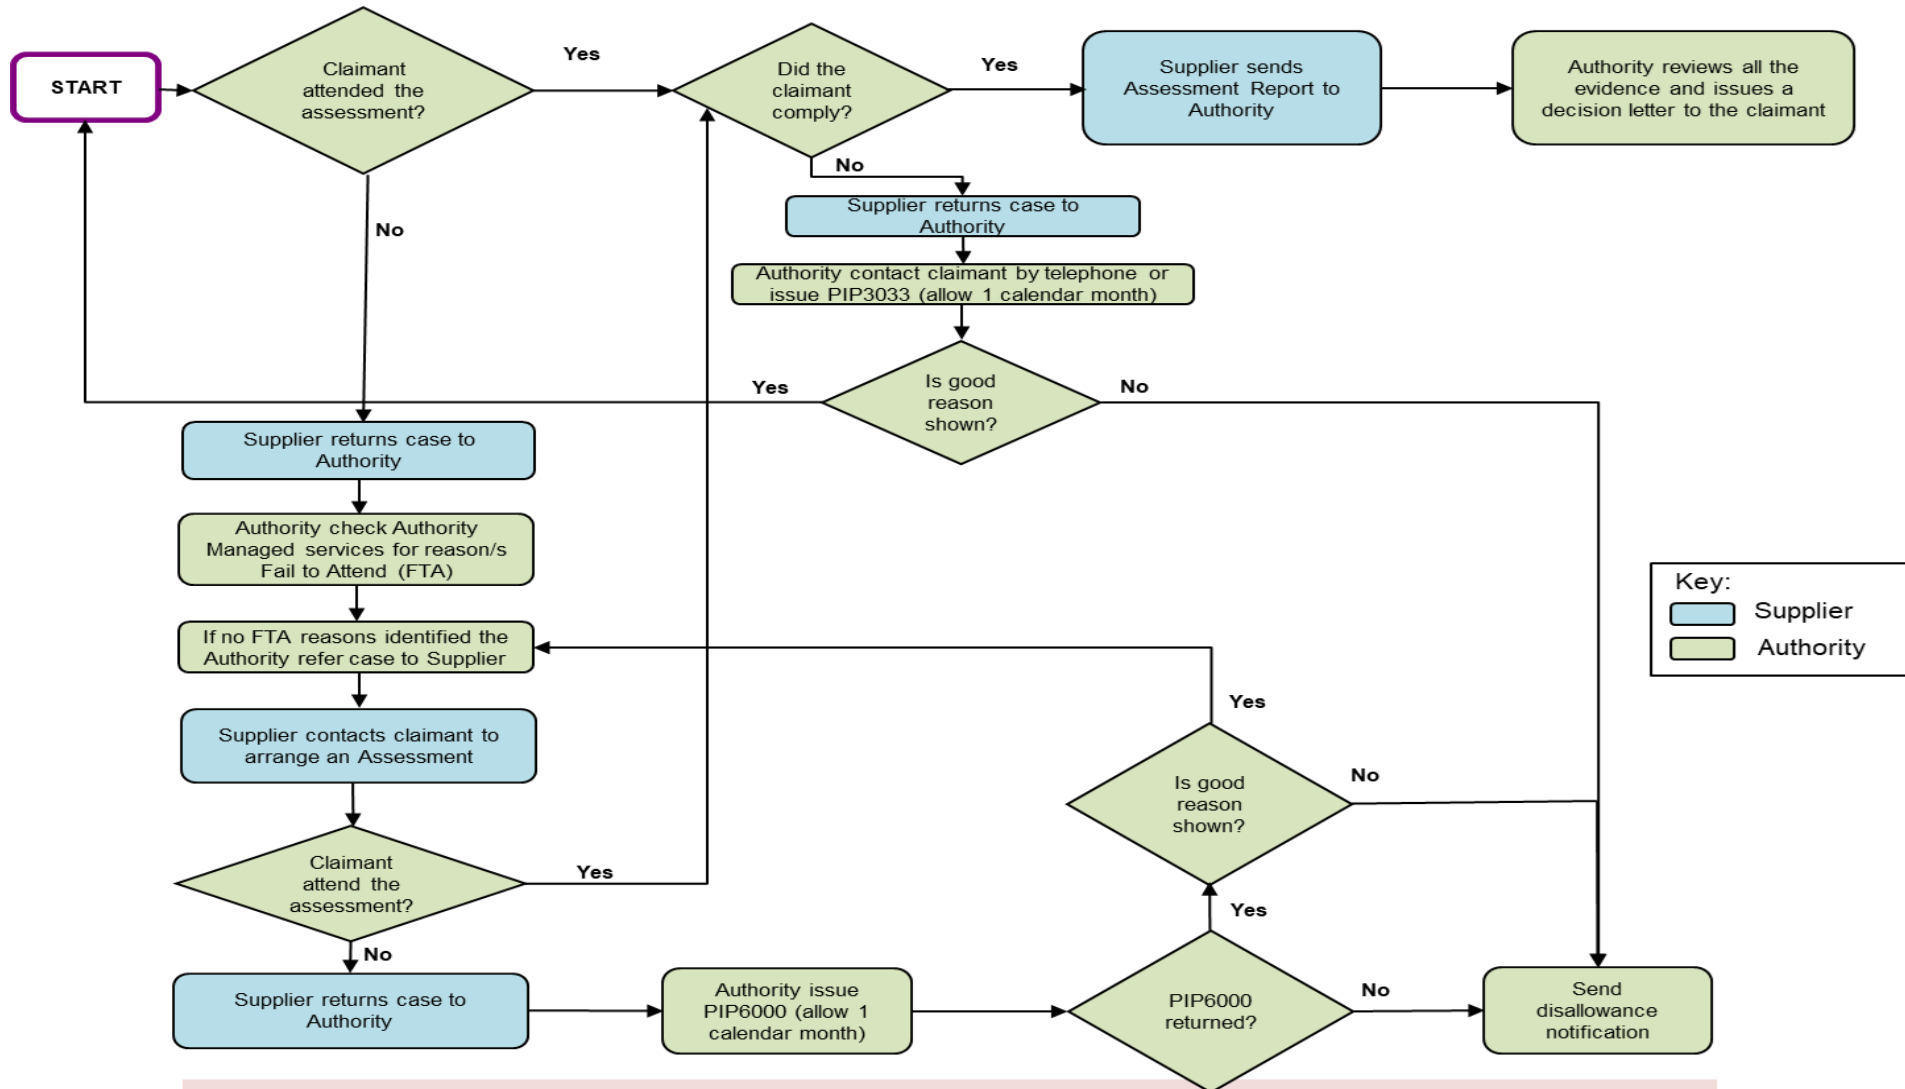 START
Claimant
attended the
assessment?
Yes
Did the
claimant
comply?
Yes
Supplier sends
Assessment Report to
Authority
Authority reviews all the
evidence and issues a
decision letter to the claimant
No
Supplier returns case to
Authority
Authority contact claimant by telephone or
issue PIP3033 (allow 1 calendar month)
Is good
reason
shown?
Yes
No
No
Supplier returns case to
Authority
Authority check Authority
Managed services for reason/s
Fail to Attend (FTA)
If no FTA reasons identified the
Authority refer case to Supplier
Supplier contacts claimant to
arrange an Assessment
Claimant
attend the
assessment?
Yes
No
Supplier returns case to
Authority
Authority issue
PIP6000 (allow 1
calendar month)
PIP6000
returned?
Yes
No
Is good
reason
shown?
Yes
No
Send
disallowance
notification
Key:
Supplier
Authority